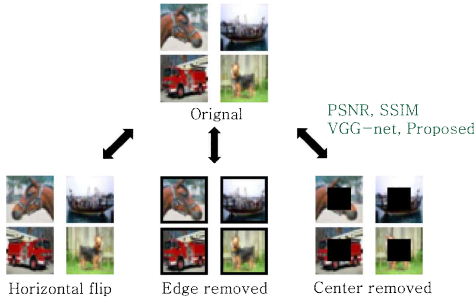 Orignal
PSNR, SSIM
VGG-net, Proposed
Horizontal flip
Edge removed
Center removed